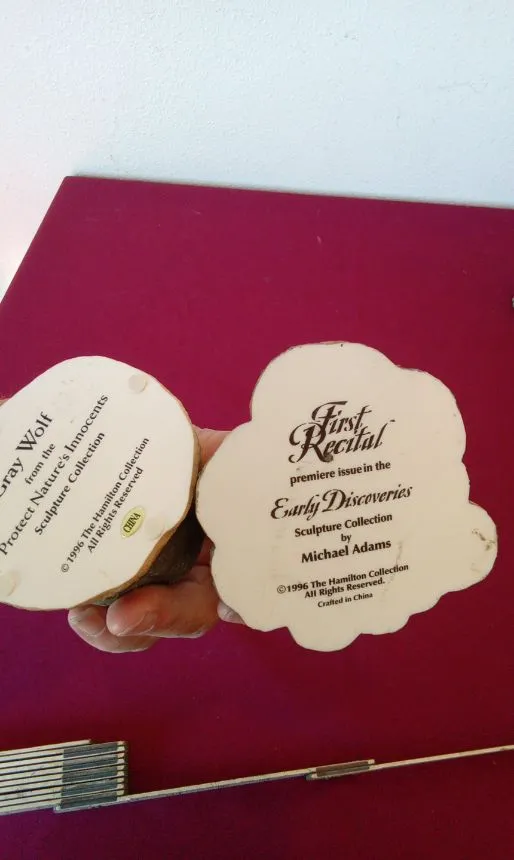 Gray Wolf
from the
Protect Nature's Innocents
Sculpture Collection
©1996 The Hamilton Collection
All Rights Reserved
CHINA
First
Recital™
premiere issue in the
Early Discoveries
Sculpture Collection
by
Michael Adams
©1996 The Hamilton Collection
All Rights Reserved.
Crafted in China